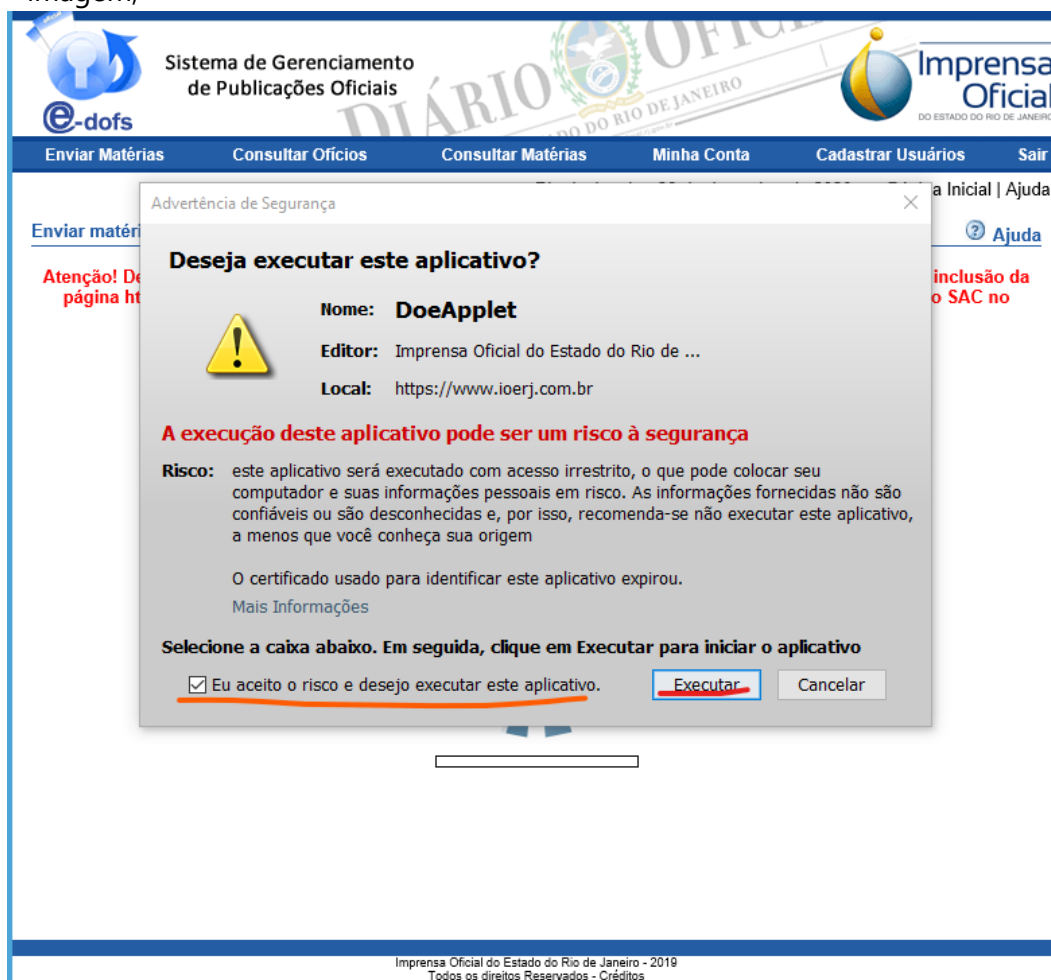 imagem,
Sistema de Gerenciamento
de Publicações Oficiais
e-dofs
DIÁRIO OFIC
DO DO RIO DE JANEIRO
Imprensa
Oficial
DO ESTADO DO RIO DE JANEIRO
Enviar Matérias Consultar Ofícios Consultar Matérias Minha Conta Cadastrar Usuários Sair
a Inicial | Ajuda
Enviar matéri
Ajuda
Atenção! De
inclusão da
página ht
o SAC no
Advertência de Segurança
Deseja executar este aplicativo?
Nome: DoeApplet
Editor: Imprensa Oficial do Estado do Rio de ...
Local: https://www.ioerj.com.br
A execução deste aplicativo pode ser um risco à segurança
Risco: este aplicativo será executado com acesso irrestrito, o que pode colocar seu
computador e suas informações pessoais em risco. As informações fornecidas não são
confiáveis ou são desconhecidas e, por isso, recomenda-se não executar este aplicativo,
a menos que você conheça sua origem
O certificado usado para identificar este aplicativo expirou.
Mais Informações
Selecione a caixa abaixo. Em seguida, clique em Executar para iniciar o aplicativo
Eu aceito o risco e desejo executar este aplicativo. Executar Cancelar
Imprensa Oficial do Estado do Rio de Janeiro - 2019
Todos os direitos Reservados - Créditos